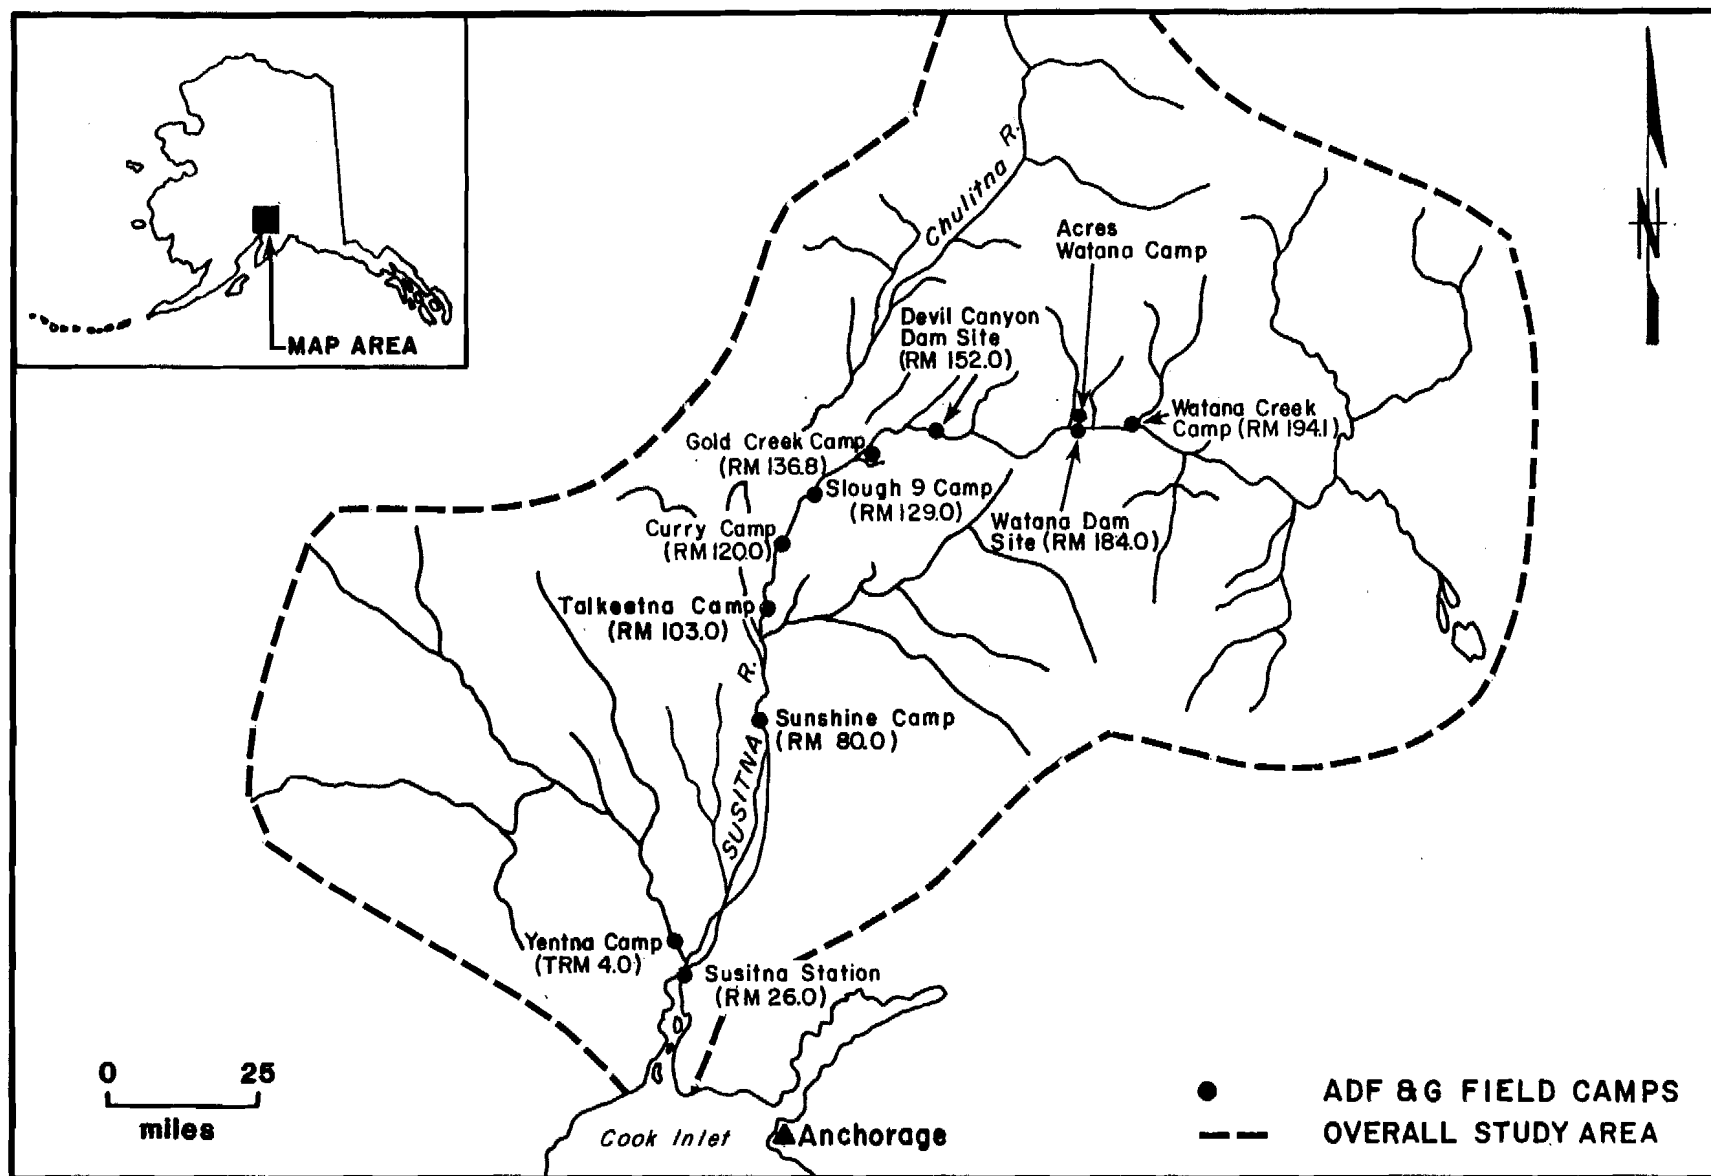 MAP AREA
Chulitna R.
Acres
Watana Camp
Devil Canyon
Dam Site
(RM 152.0)
Watana Creek
Camp (RM 194.1)
Gold Creek Camp
(RM 136.8)
Slough 9 Camp
(RM 129.0)
Watana Dam
Site (RM 184.0)
Curry Camp
(RM 120.0)
Talkeetna Camp
(RM 103.0)
SUSITNA R.
Sunshine Camp
(RM 80.0)
Yentna Camp
(TRM 4.0)
Susitna Station
(RM 26.0)
N
0 25
miles
Cook Inlet
Anchorage
ADF &G FIELD CAMPS
OVERALL STUDY AREA